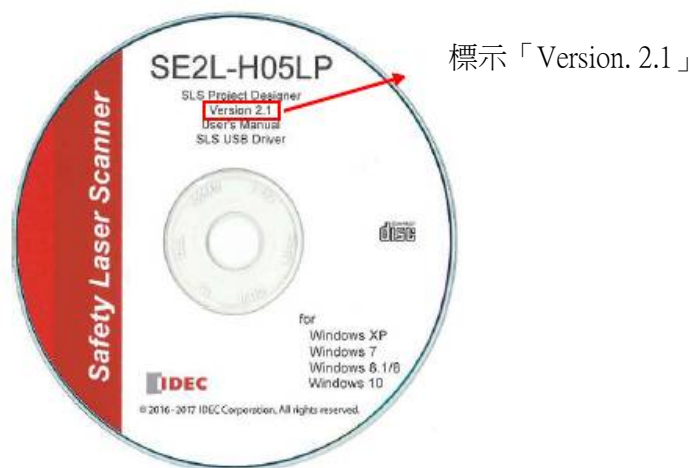 標示「Version. 2.1」
SE2L-H05LP
SLS Project Designer
Version 2.1
User's Manual
SLS USB Driver
Safety Laser Scanner
disc
for
Windows XP
Windows 7
Windows 8.1/8
Windows 10
IDEC
© 2016-2017 IDEC Corporation. All rights reserved.